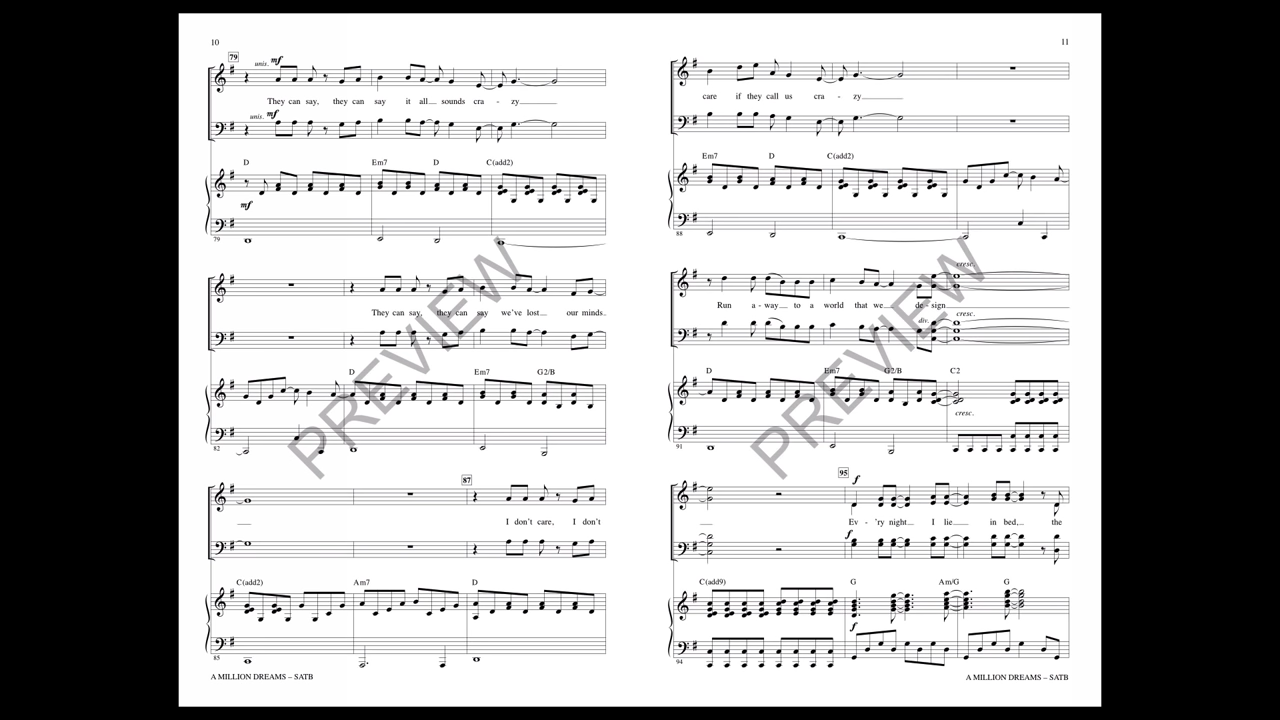 10
79
unis. mf
They can say, they can say it all sounds cra - zy
unis. mf
D Em7 D C(add2)
mf
79
They can say, they can say we've lost our minds.
D Em7 G2/B
82
87
I don't care, I don't
C(add2) Am7 D
85
A MILLION DREAMS – SATB
PREVIEW
11
care if they call us cra - zy
Em7 D C(add2)
88
cresc.
Run a - way to a world that we de - sign
cresc.
div.
D Em7 G2/B C2
cresc.
91
95
f
Ev - 'ry night I lie in bed, the
f
C(add9) G Am/G G
f
94
A MILLION DREAMS – SATB
PREVIEW